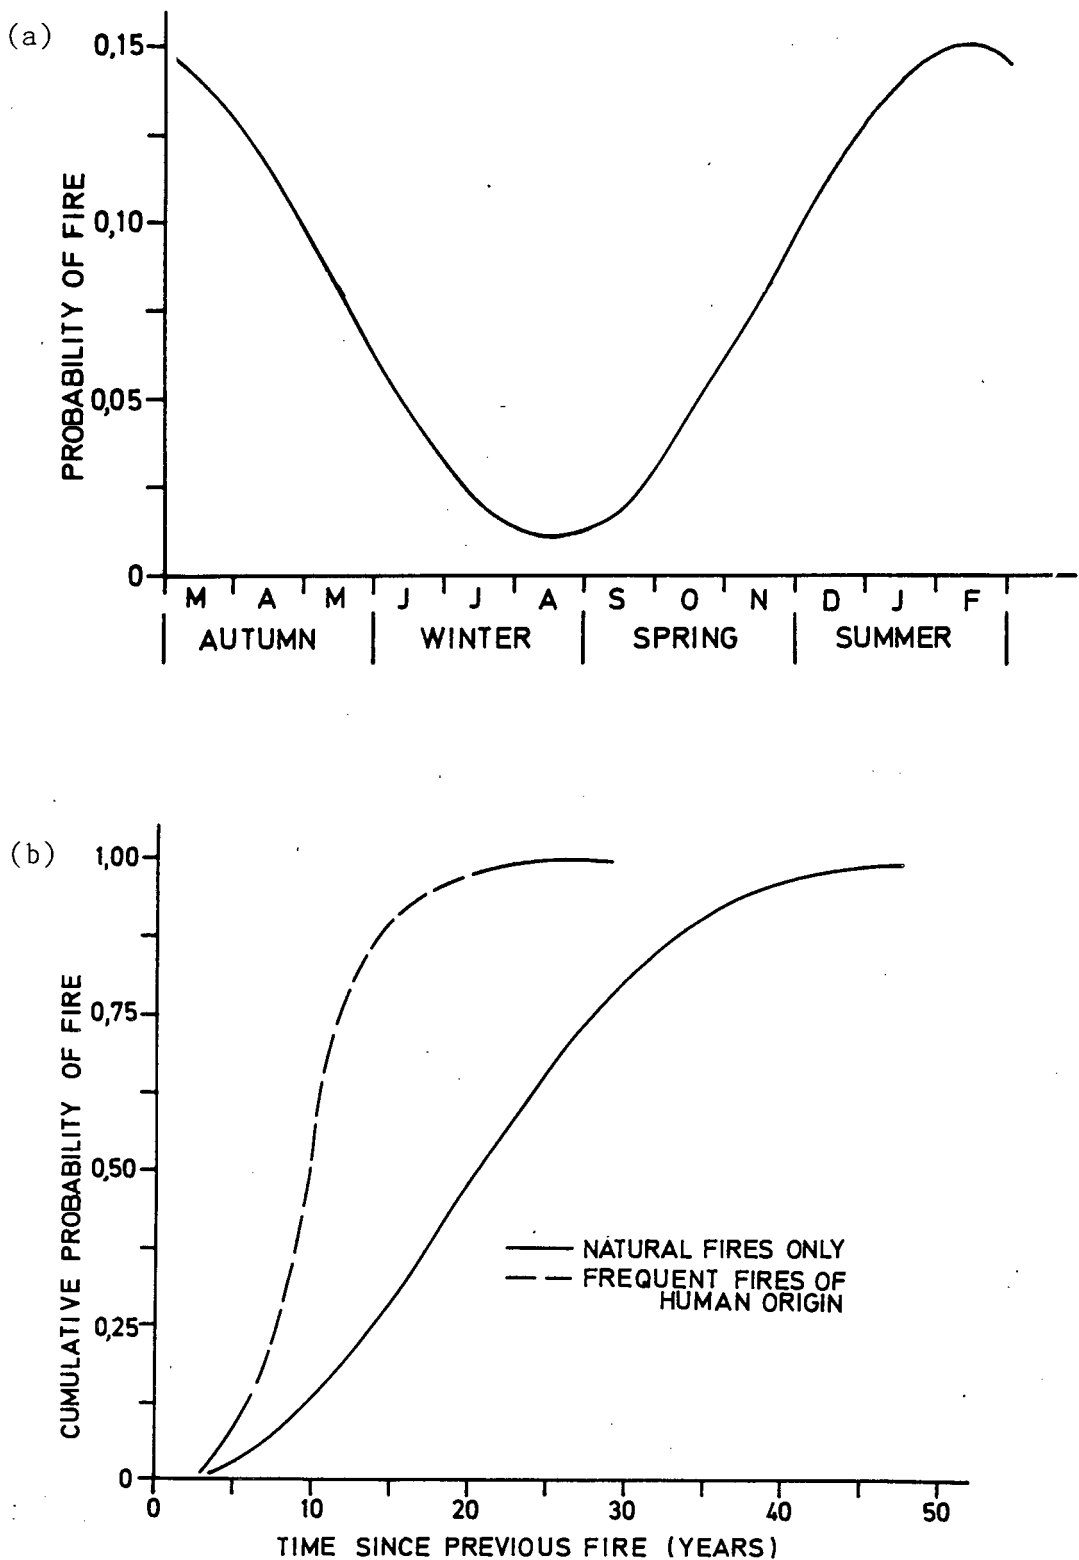 (a)
0,15
0,10
0,05
0
PROBABILITY OF FIRE
M A M J J A S O N D J F
AUTUMN WINTER SPRING SUMMER
(b)
1,00
0,75
0,50
0,25
0
CUMULATIVE PROBABILITY OF FIRE
NATURAL FIRES ONLY
FREQUENT FIRES OF
HUMAN ORIGIN
0 10 20 30 40 50
TIME SINCE PREVIOUS FIRE (YEARS)